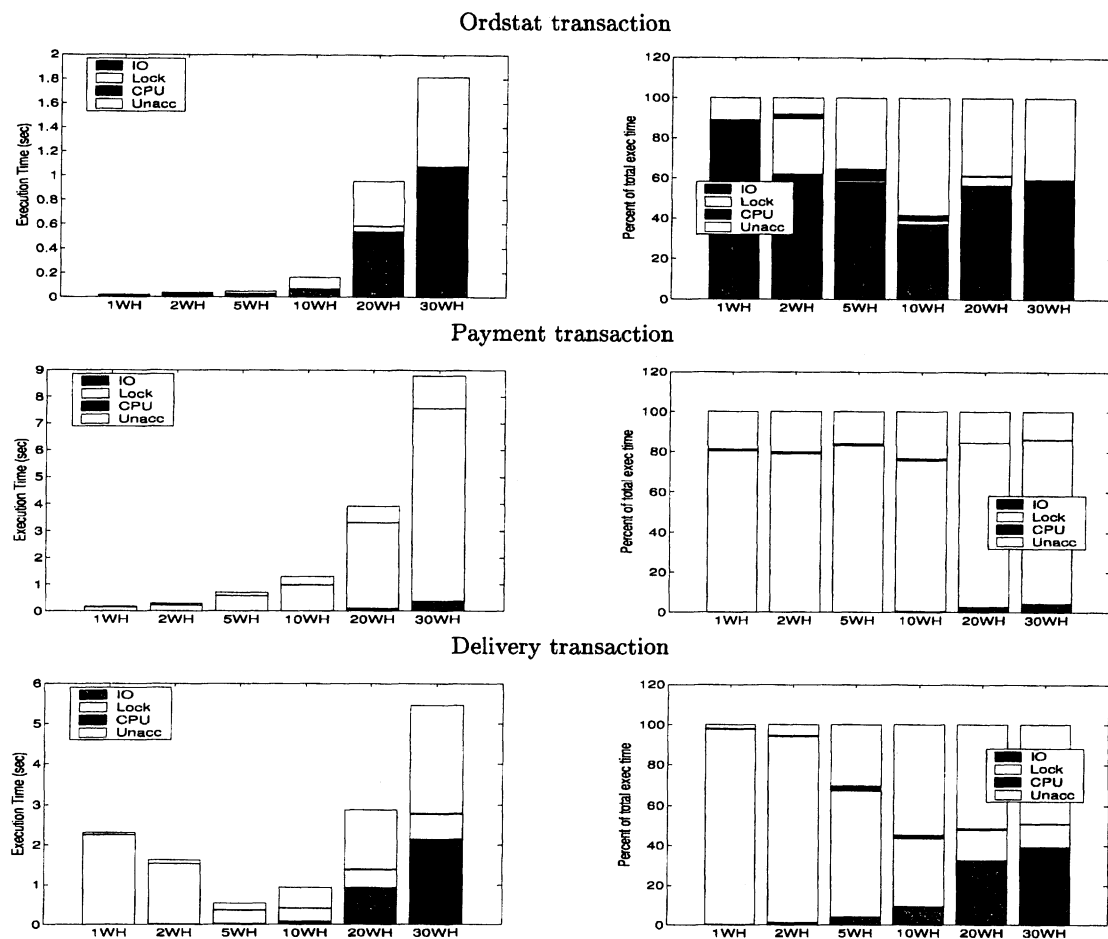 Ordstat transaction
Execution Time (sec)
2
1.8
1.6
1.4
1.2
1
0.8
0.6
0.4
0.2
0
IO
Lock
CPU
Unacc
1WH 2WH 5WH 10WH 20WH 30WH
Percent of total exec time
120
100
80
60
40
20
0
IO
Lock
CPU
Unacc
1WH 2WH 5WH 10WH 20WH 30WH
Payment transaction
Execution Time (sec)
9
8
7
6
5
4
3
2
1
0
IO
Lock
CPU
Unacc
1WH 2WH 5WH 10WH 20WH 30WH
Percent of total exec time
120
100
80
60
40
20
0
IO
Lock
CPU
Unacc
1WH 2WH 5WH 10WH 20WH 30WH
Delivery transaction
Execution Time (sec)
6
5
4
3
2
1
0
IO
Lock
CPU
Unacc
1WH 2WH 5WH 10WH 20WH 30WH
Percent of total exec time
120
100
80
60
40
20
0
IO
Lock
CPU
Unacc
1WH 2WH 5WH 10WH 20WH 30WH